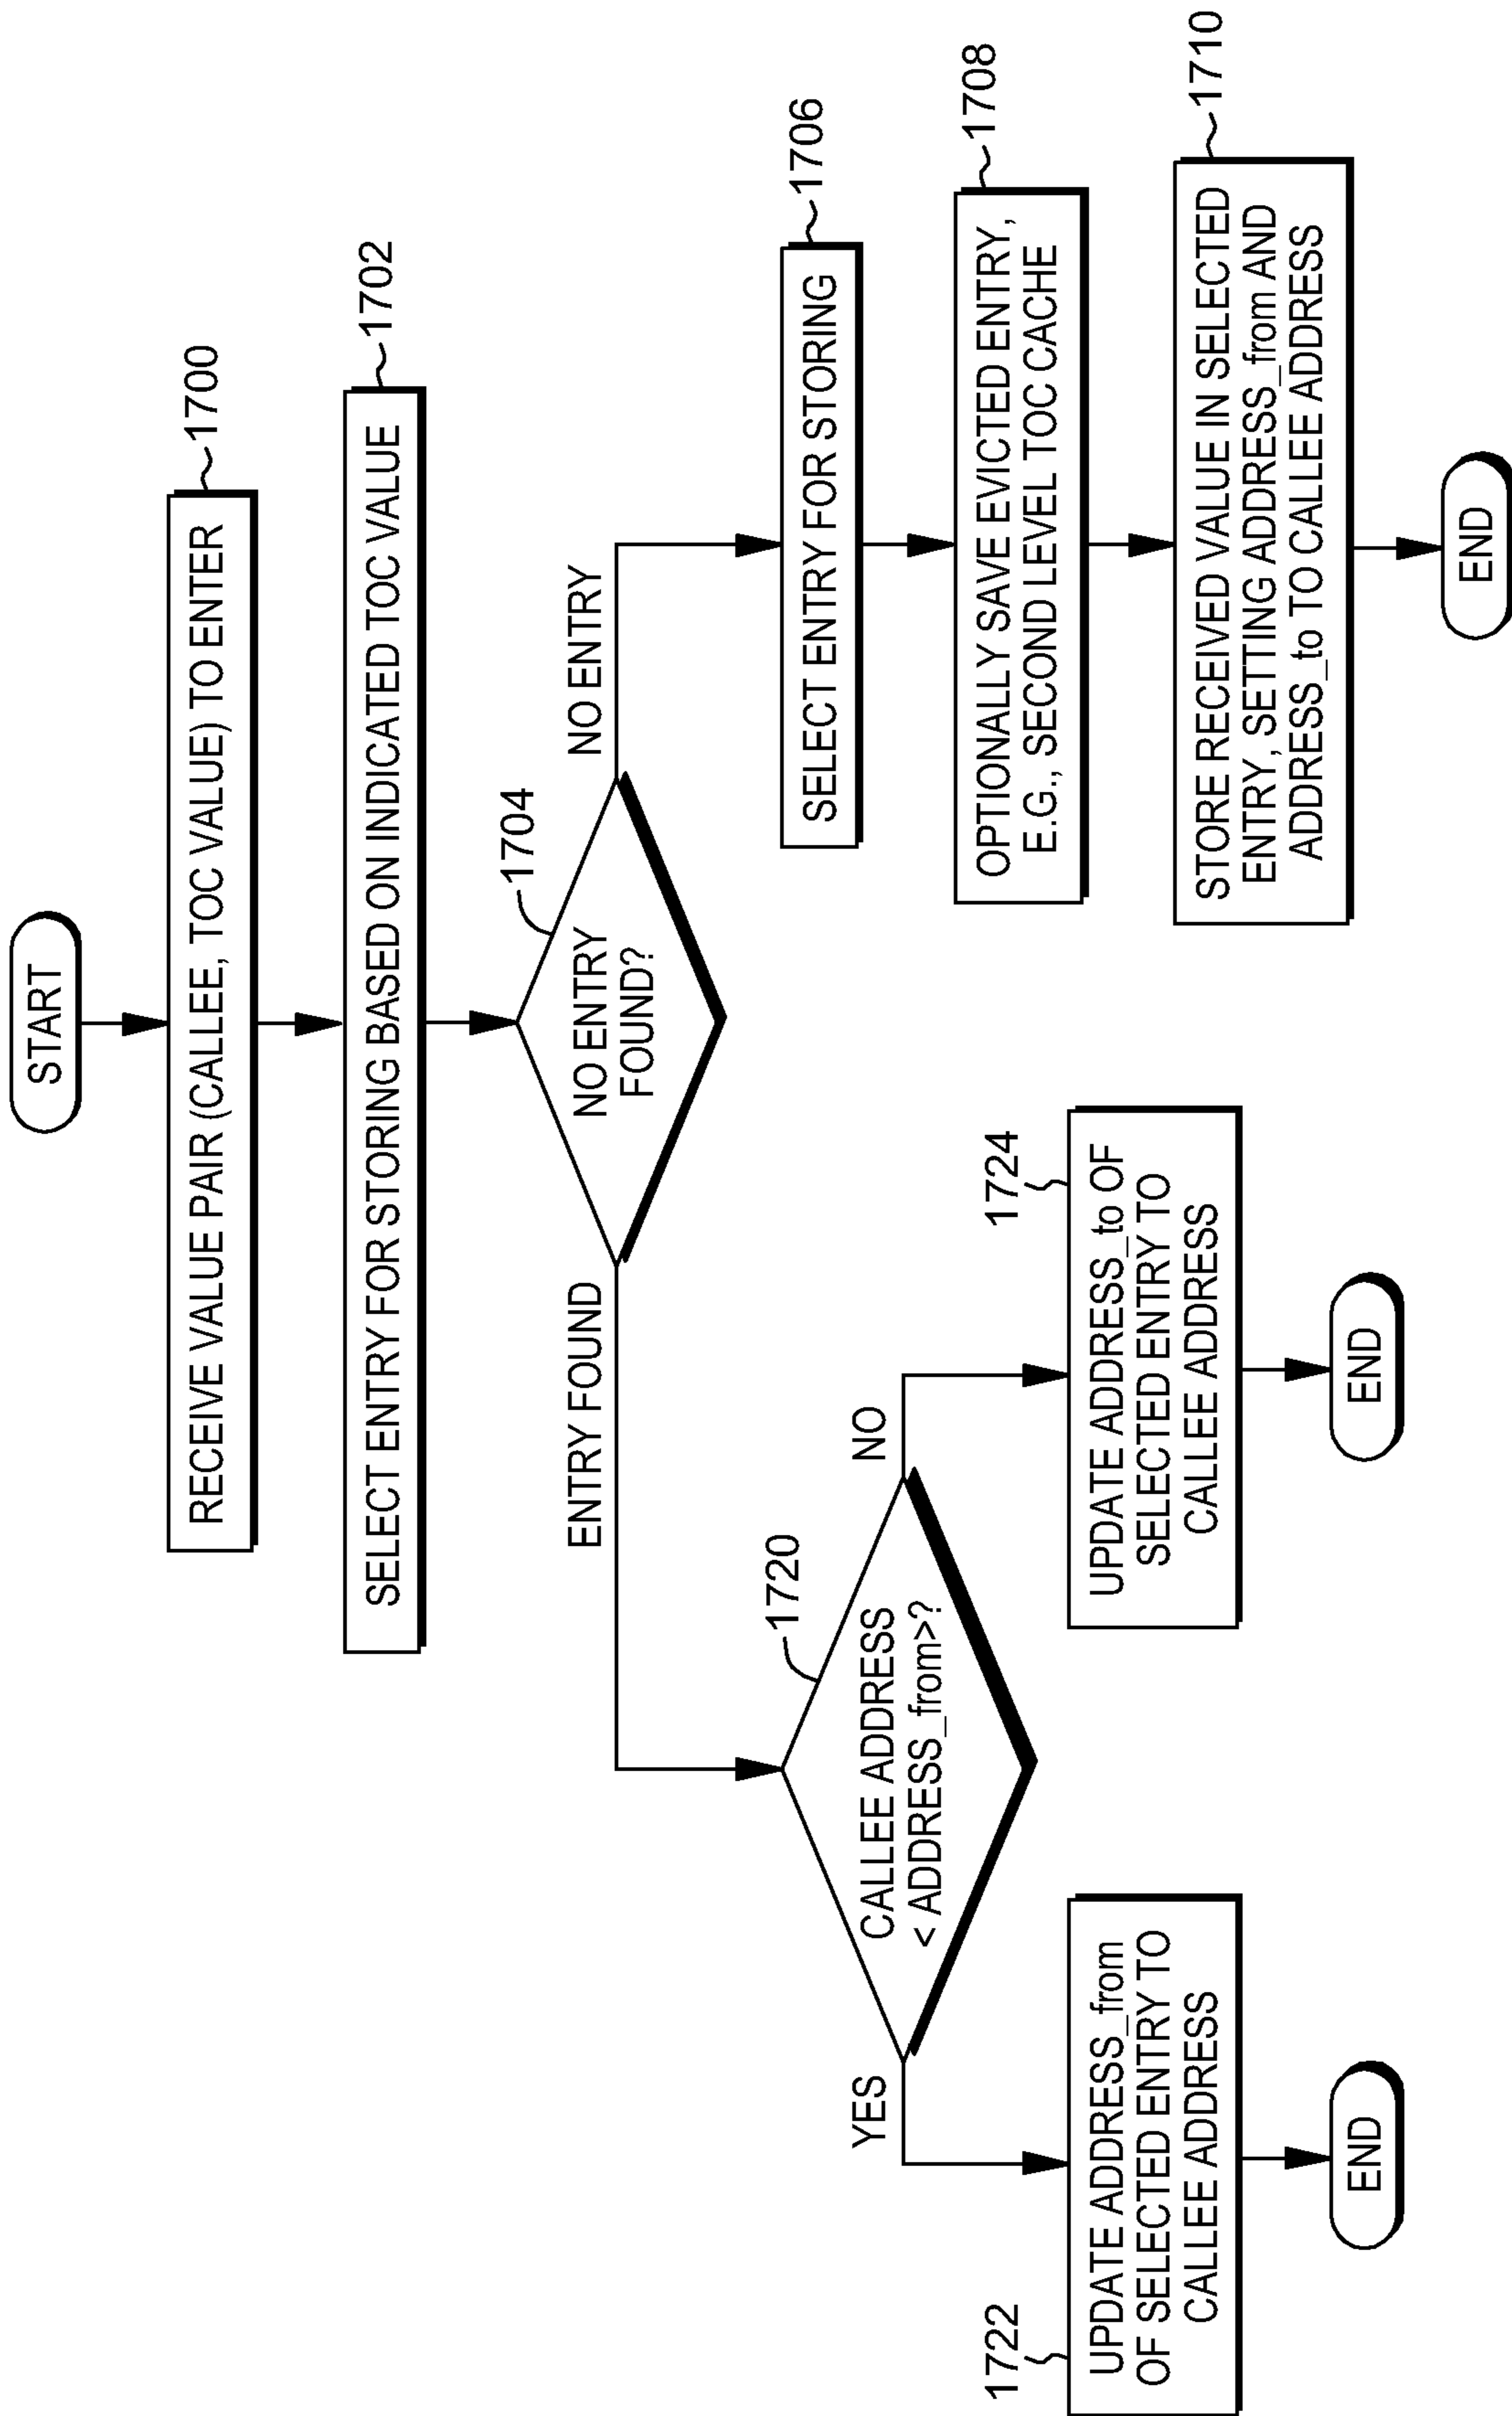 START
RECEIVE VALUE PAIR (CALLEE, TOC VALUE) TO ENTER
1700
SELECT ENTRY FOR STORING BASED ON INDICATED TOC VALUE
1702
NO ENTRY
FOUND?
1704
NO ENTRY
SELECT ENTRY FOR STORING
1706
OPTIONALLY SAVE EVICTED ENTRY,
E.G., SECOND LEVEL TOC CACHE
1708
STORE RECEIVED VALUE IN SELECTED
ENTRY, SETTING ADDRESS_from AND
ADDRESS_to TO CALLEE ADDRESS
1710
END
ENTRY FOUND
CALLEE ADDRESS
< ADDRESS_from>?
1720
YES
1722
UPDATE ADDRESS_from
OF SELECTED ENTRY TO
CALLEE ADDRESS
END
NO
1724
UPDATE ADDRESS_to OF
SELECTED ENTRY TO
CALLEE ADDRESS
END